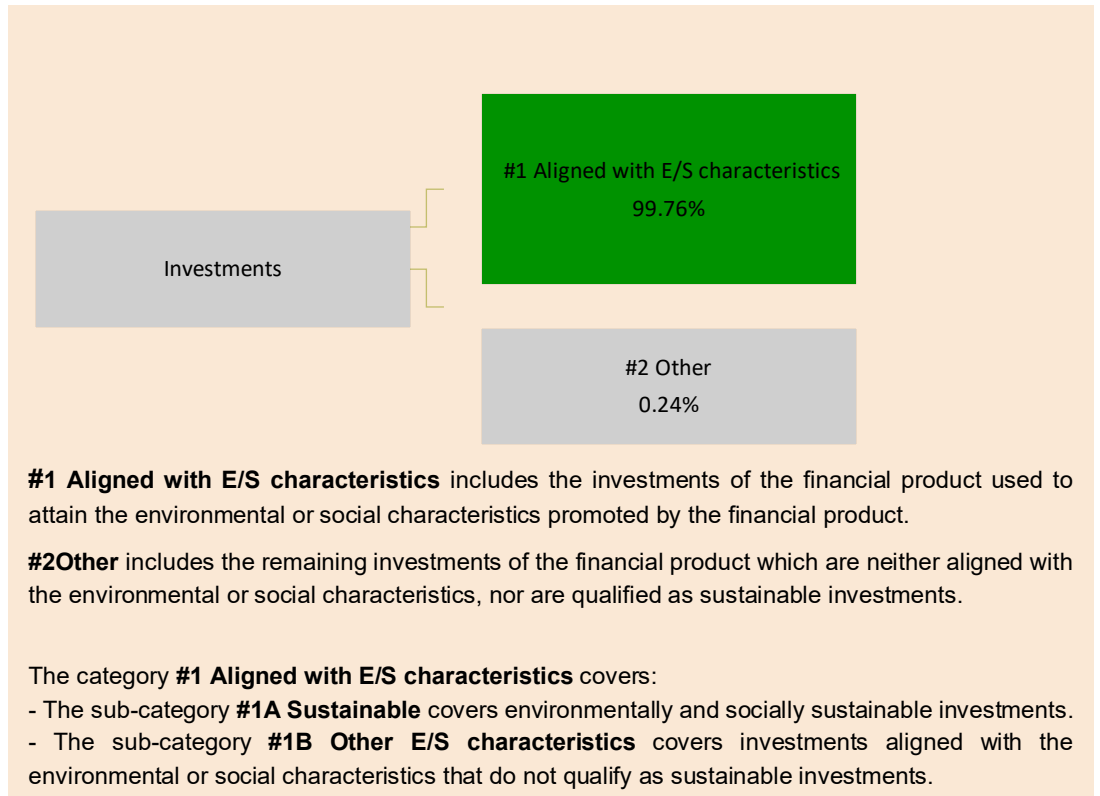 #1 Aligned with E/S characteristics
99.76%
Investments
#2 Other
0.24%
#1 Aligned with E/S characteristics includes the investments of the financial product used to
attain the environmental or social characteristics promoted by the financial product.
#2Other includes the remaining investments of the financial product which are neither aligned with
the environmental or social characteristics, nor are qualified as sustainable investments.
The category #1 Aligned with E/S characteristics covers:
- The sub-category #1A Sustainable covers environmentally and socially sustainable investments.
- The sub-category #1B Other E/S characteristics covers investments aligned with the
environmental or social characteristics that do not qualify as sustainable investments.